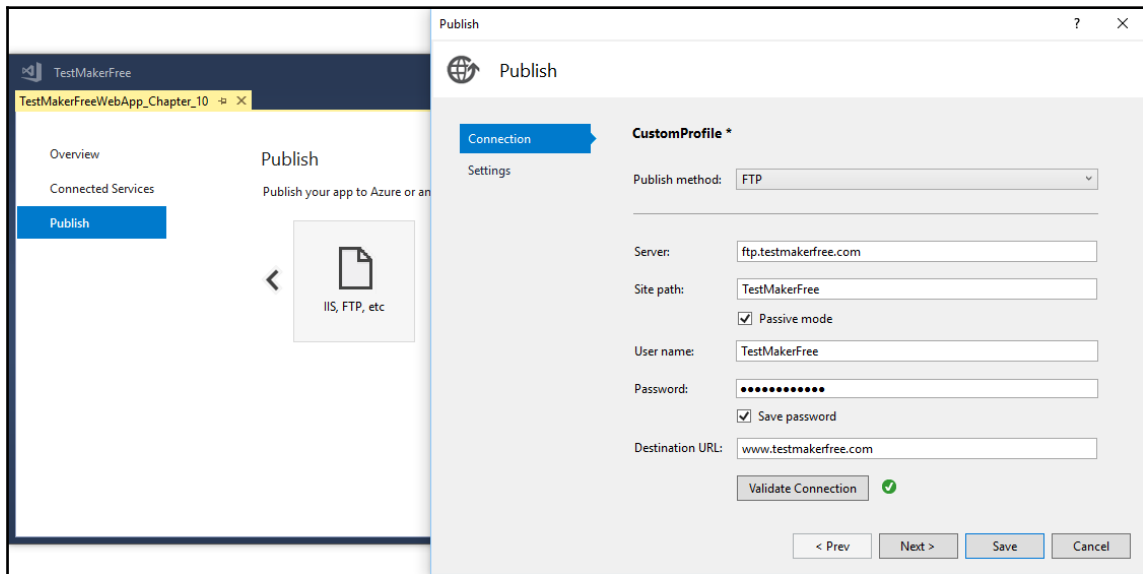 TestMakerFree
TestMakerFreeWebApp_Chapter_10
Overview
Connected Services
Publish
Publish
Publish your app to Azure or an
IIS, FTP, etc
Publish
?
Publish
Connection
Settings
CustomProfile *
Publish method: FTP
Server: ftp.testmakerfree.com
Site path: TestMakerFree
Passive mode
User name: TestMakerFree
Password: ●●●●●●●●●●●●
Save password
Destination URL: www.testmakerfree.com
Validate Connection
< Prev Next > Save Cancel